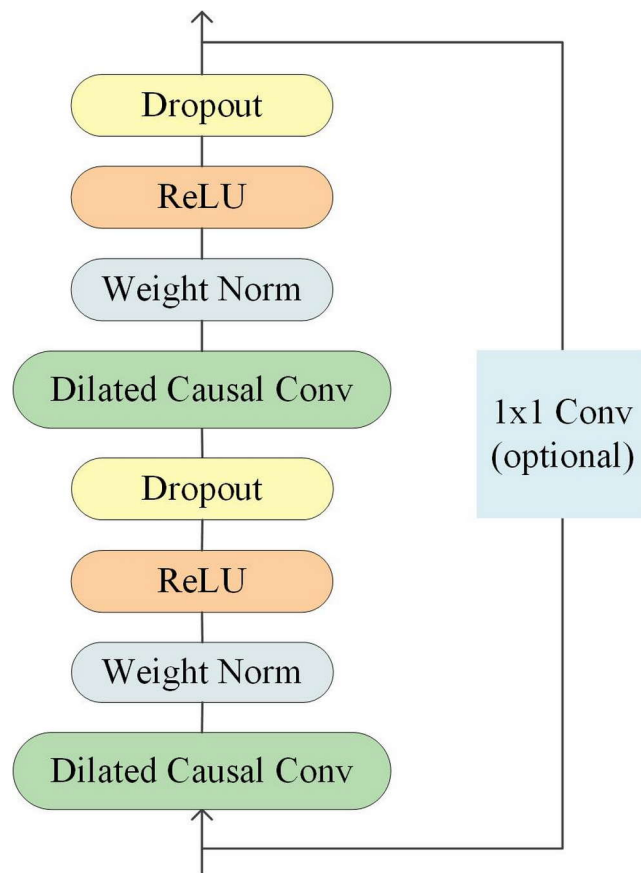 Dropout
ReLU
Weight Norm
Dilated Causal Conv
1x1 Conv
(optional)
Dropout
ReLU
Weight Norm
Dilated Causal Conv